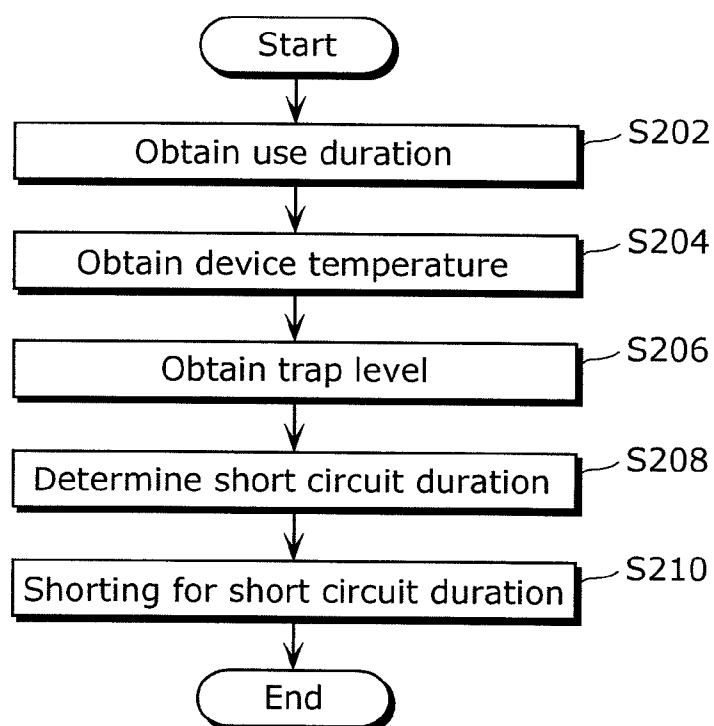 Start
Obtain use duration
S202
Obtain device temperature
S204
Obtain trap level
S206
Determine short circuit duration
S208
Shorting for short circuit duration
S210
End